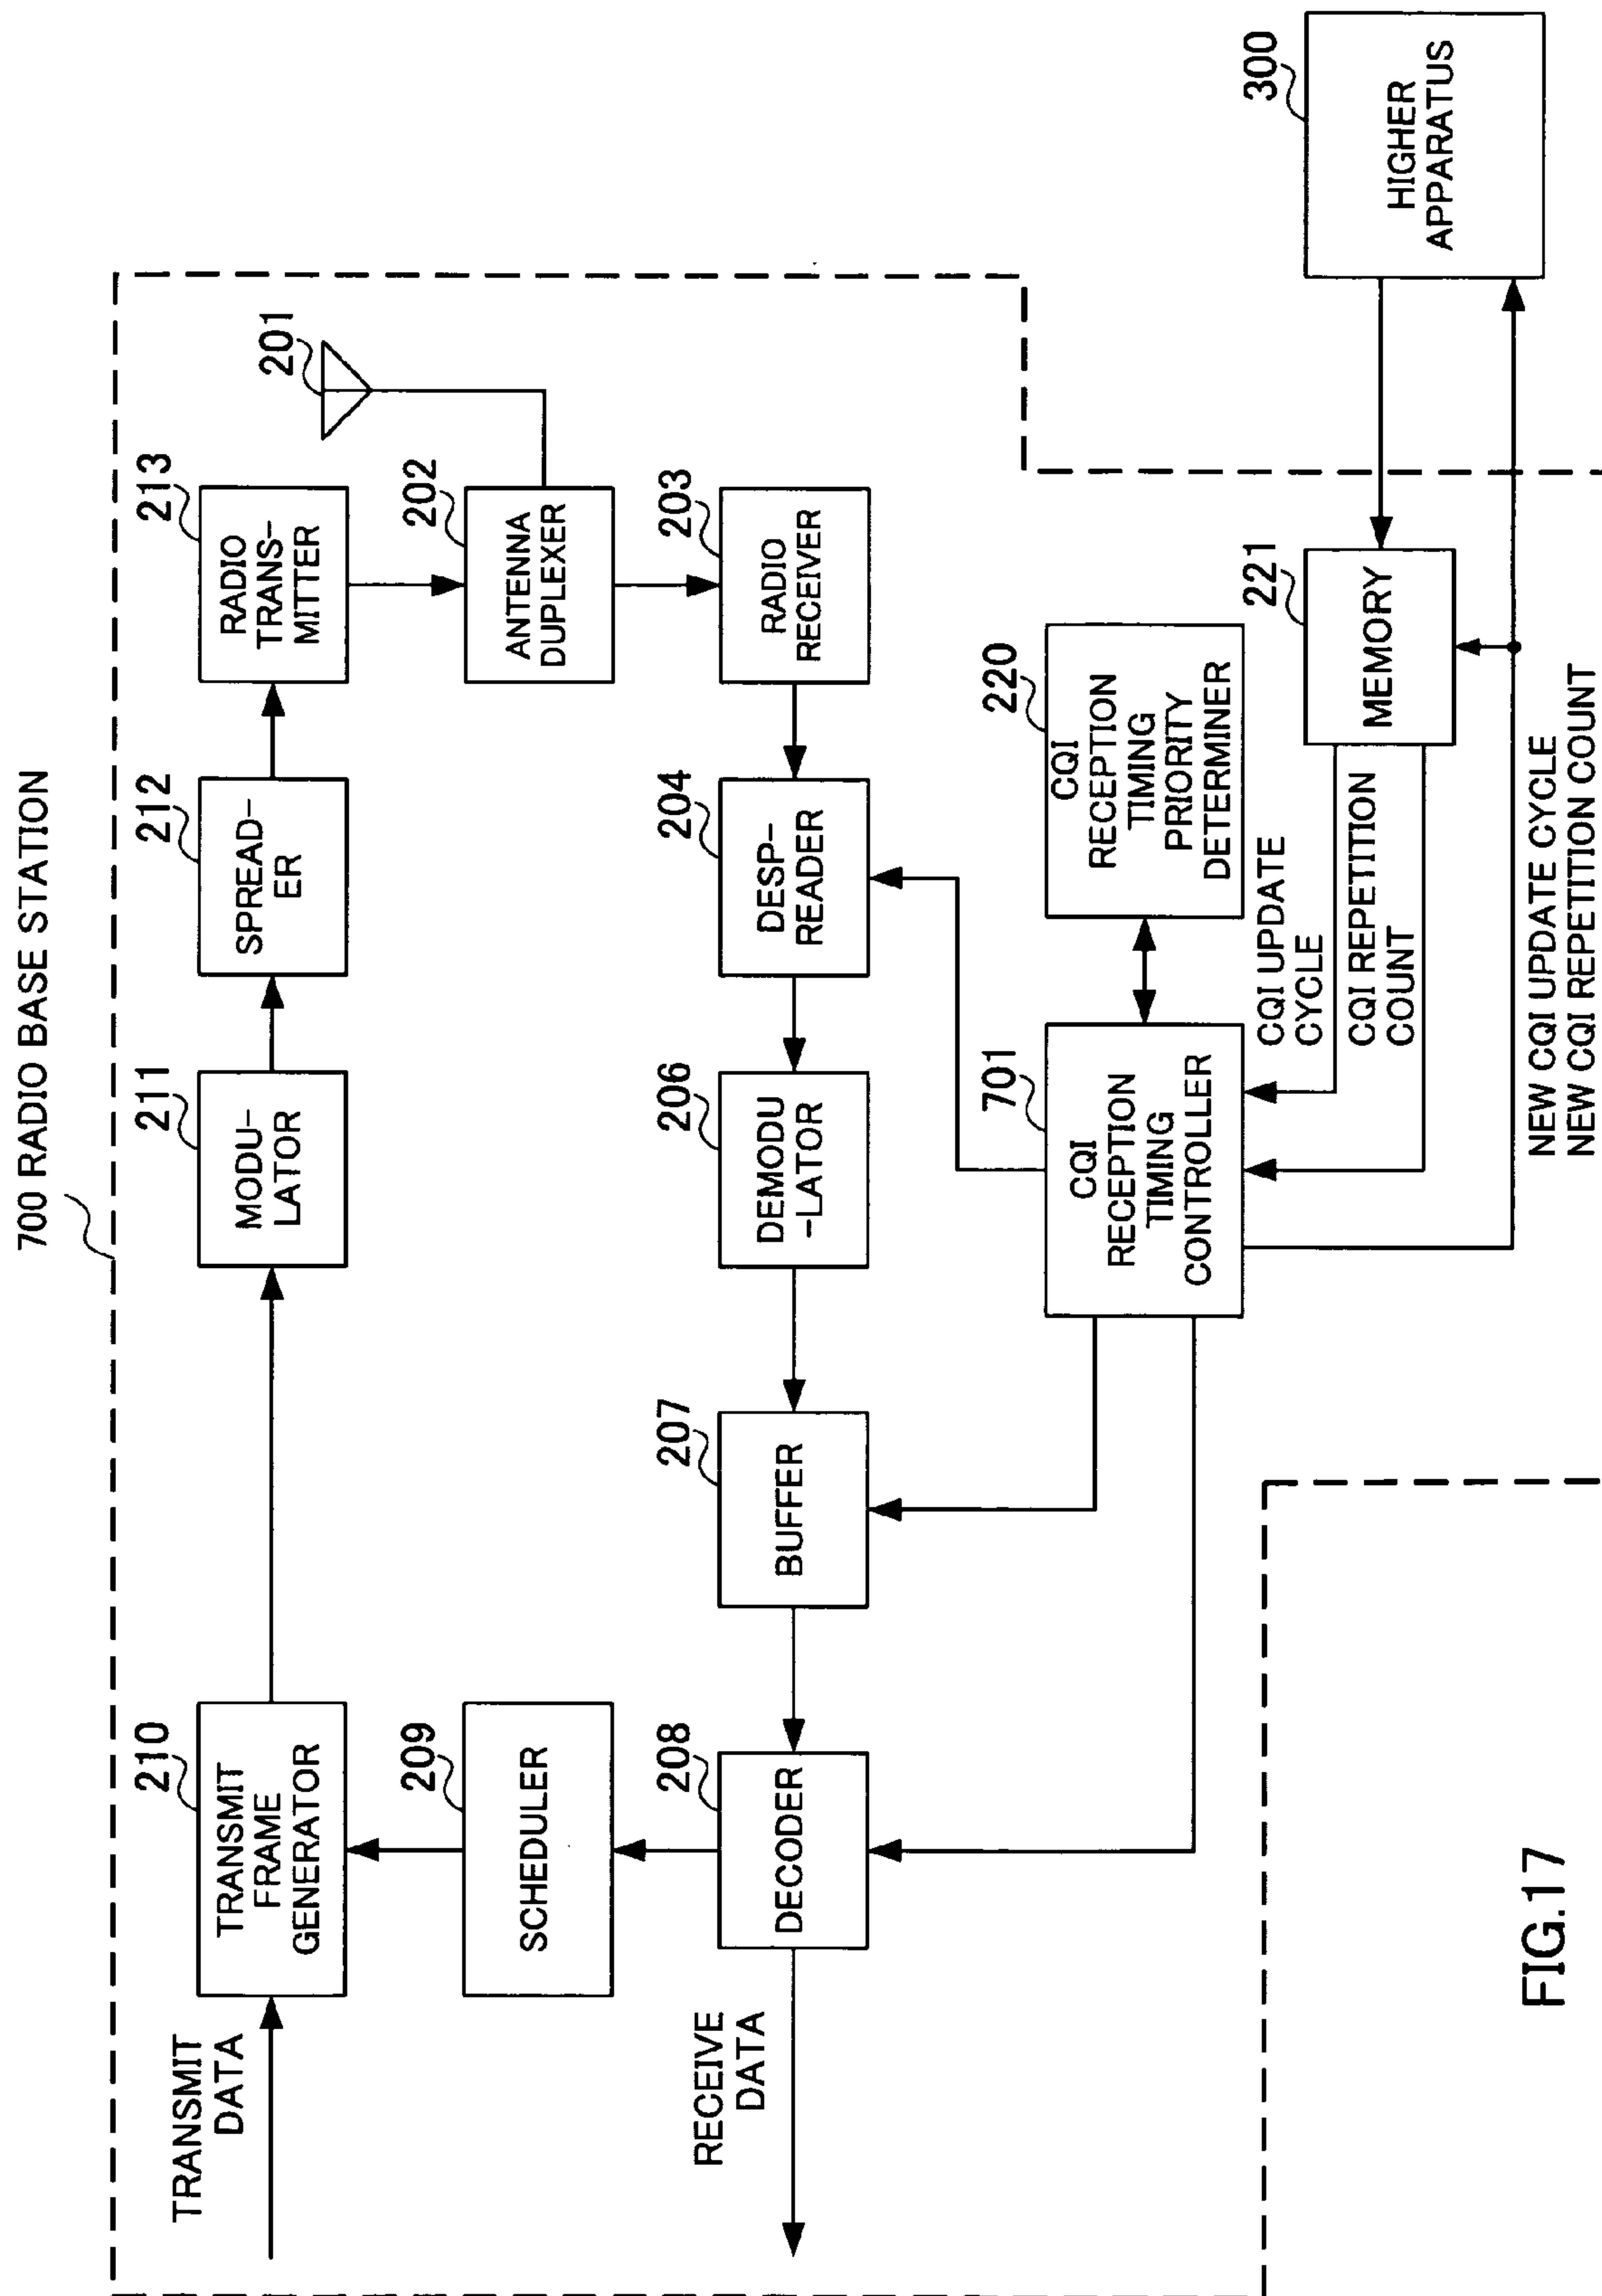 700 RADIO BASE STATION
TRANSMIT
DATA
210
TRANSMIT
FRAME
GENERATOR
211
MODU-
LATOR
212
SPREAD-
ER
213
RADIO
TRANS-
MITTER
201
209
SCHEDULER
202
ANTENNA
DUPLEXER
RECEIVE
DATA
208
DECODER
207
BUFFER
206
DEMODU
-LATOR
204
DESP-
READER
203
RADIO
RECEIVER
701
CQI
RECEPTION
TIMING
CONTROLLER
220
CQI
RECEPTION
TIMING
PRIORITY
DETERMINER
CQI UPDATE
CYCLE
CQI REPETITION
COUNT
221
MEMORY
300
HIGHER
APPARATUS
NEW CQI UPDATE CYCLE
NEW CQI REPETITION COUNT
FIG.17